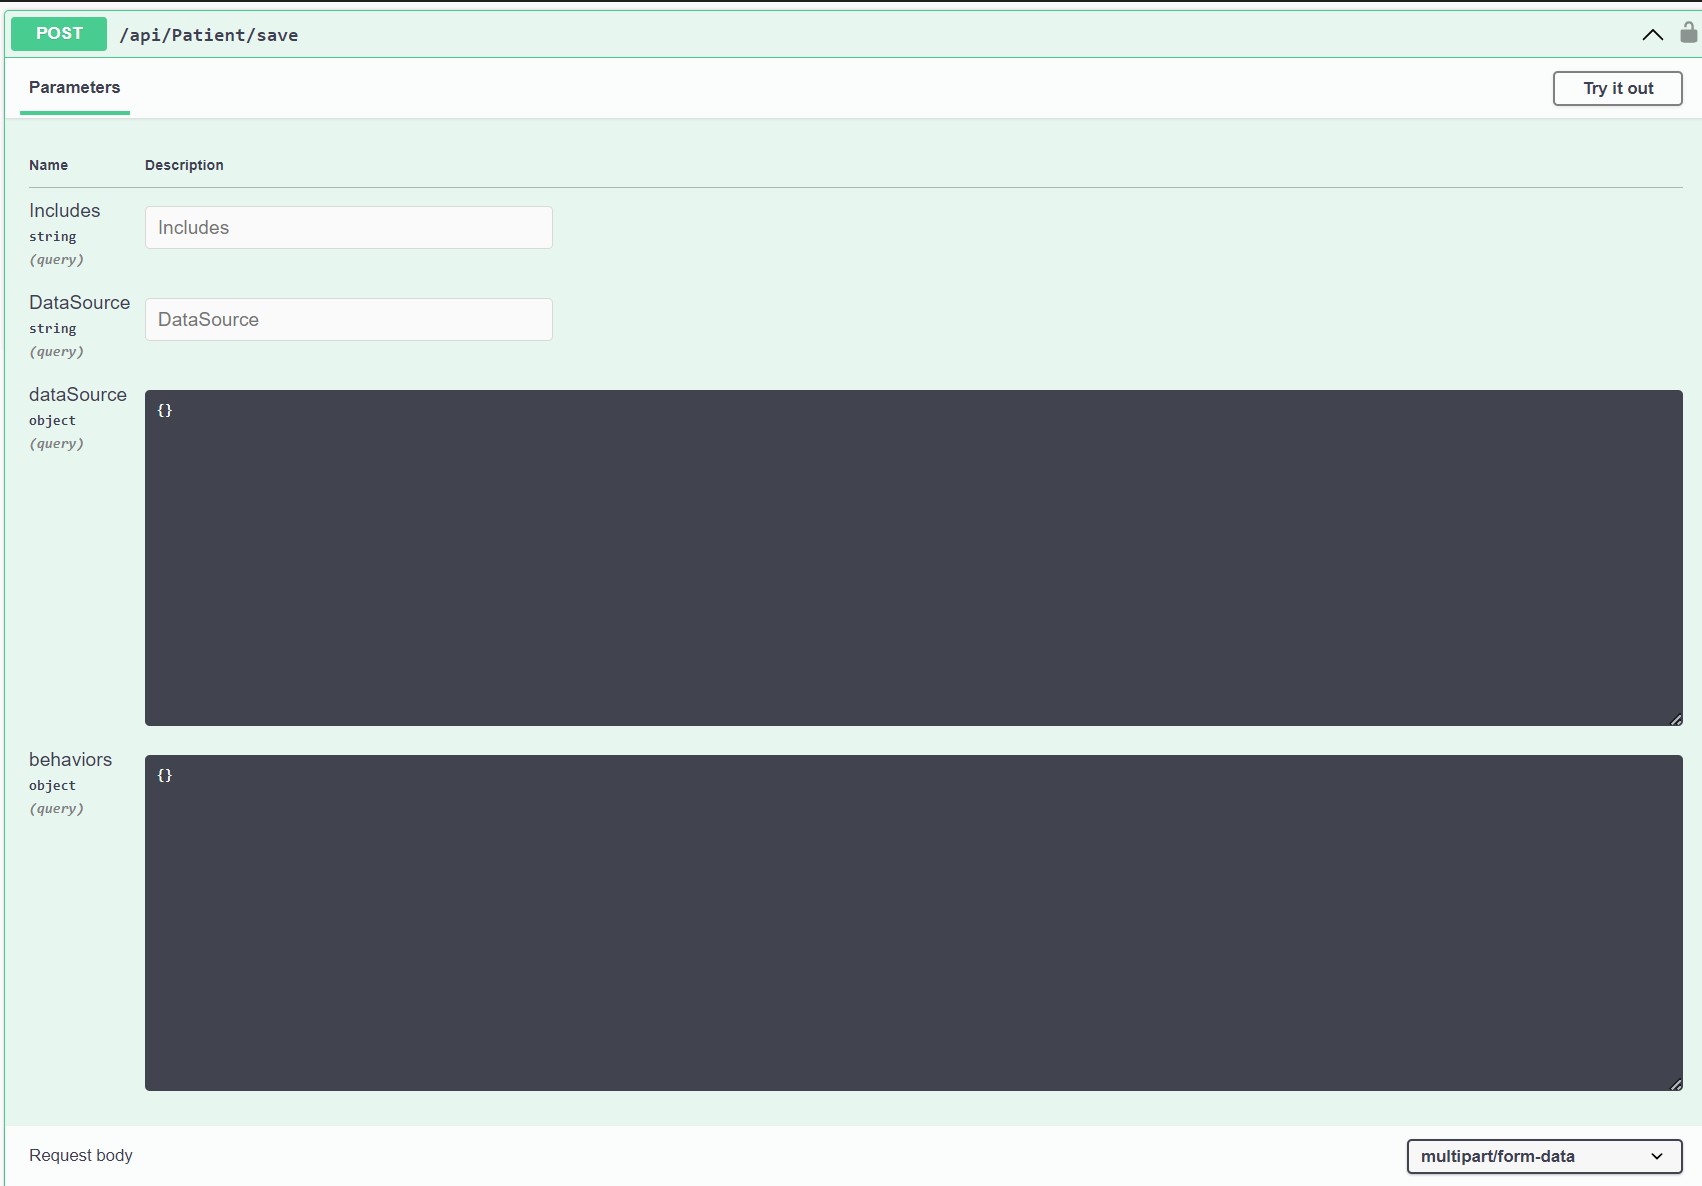 POST /api/Patient/save
Parameters
Try it out
Name Description
Includes
string
(query)
Includes
DataSource
string
(query)
DataSource
dataSource
object
(query)
{}
behaviors
object
(query)
{}
Request body
multipart/form-data